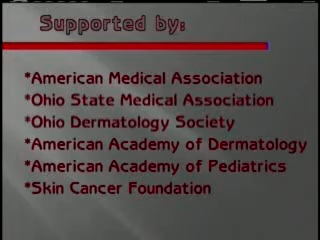 Supported by:
*American Medical Association
*Ohio State Medical Association
*Ohio Dermatology Society
*American Academy of Dermatology
*American Academy of Pediatrics
*Skin Cancer Foundation